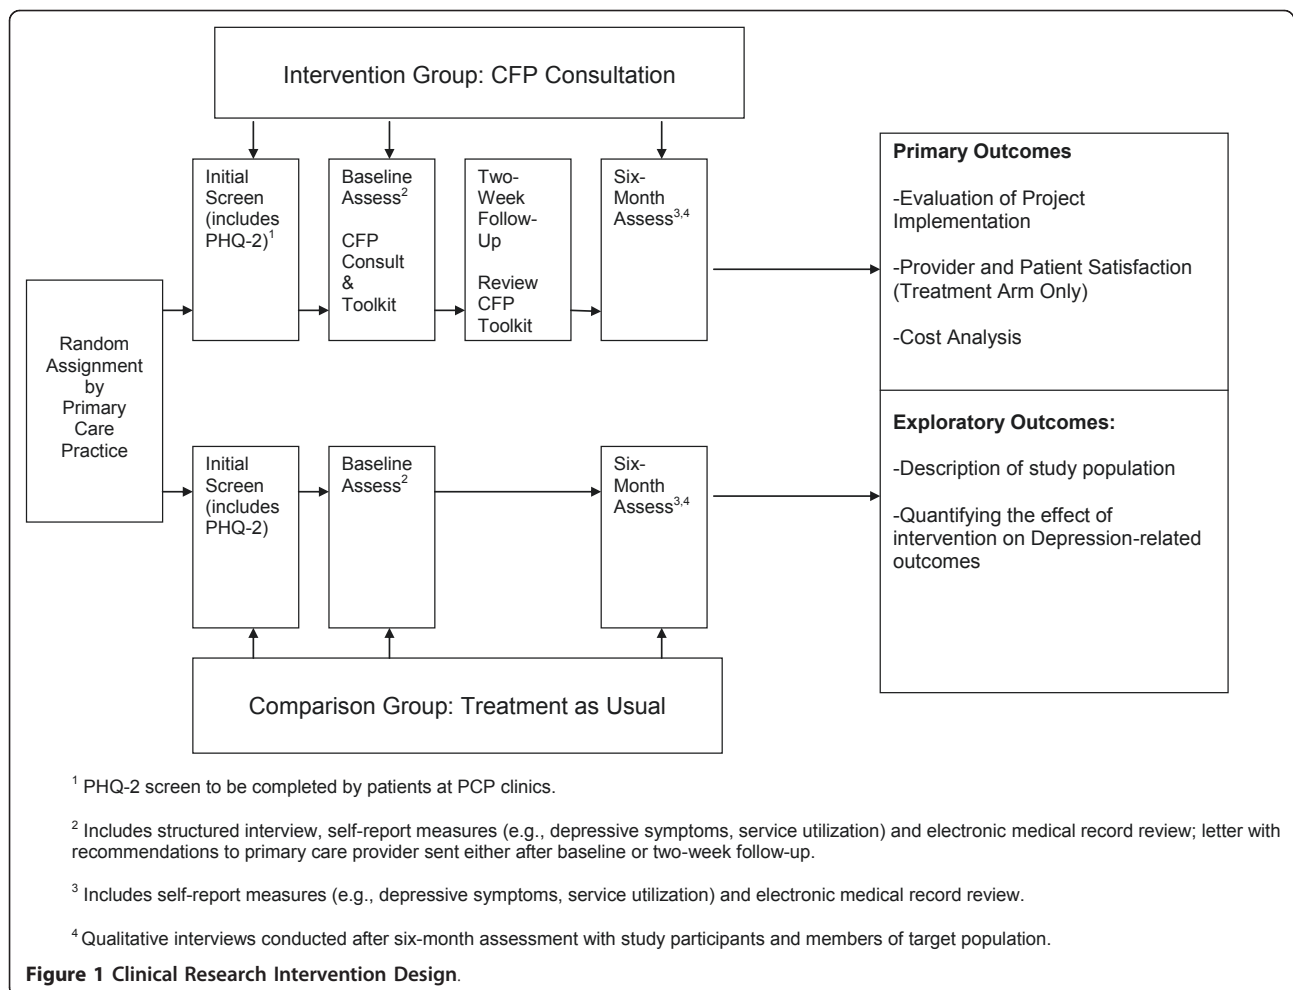 Intervention Group: CFP Consultation
Initial
Screen
(includes
PHQ-2)1
Baseline
Assess2
CFP
Consult
&
Toolkit
Two-
Week
Follow-
Up
Review
CFP
Toolkit
Six-
Month
Assess3,4
Primary Outcomes
-Evaluation of Project
Implementation
-Provider and Patient Satisfaction
(Treatment Arm Only)
-Cost Analysis
Random
Assignment
by
Primary
Care
Practice
Initial
Screen
(includes
PHQ-2)
Baseline
Assess2
Six-
Month
Assess3,4
Exploratory Outcomes:
-Description of study population
-Quantifying the effect of
intervention on Depression-related
outcomes
Comparison Group: Treatment as Usual
1 PHQ-2 screen to be completed by patients at PCP clinics.
2 Includes structured interview, self-report measures (e.g., depressive symptoms, service utilization) and electronic medical record review; letter with
recommendations to primary care provider sent either after baseline or two-week follow-up.
3 Includes self-report measures (e.g., depressive symptoms, service utilization) and electronic medical record review.
4 Qualitative interviews conducted after six-month assessment with study participants and members of target population.
Figure 1 Clinical Research Intervention Design.